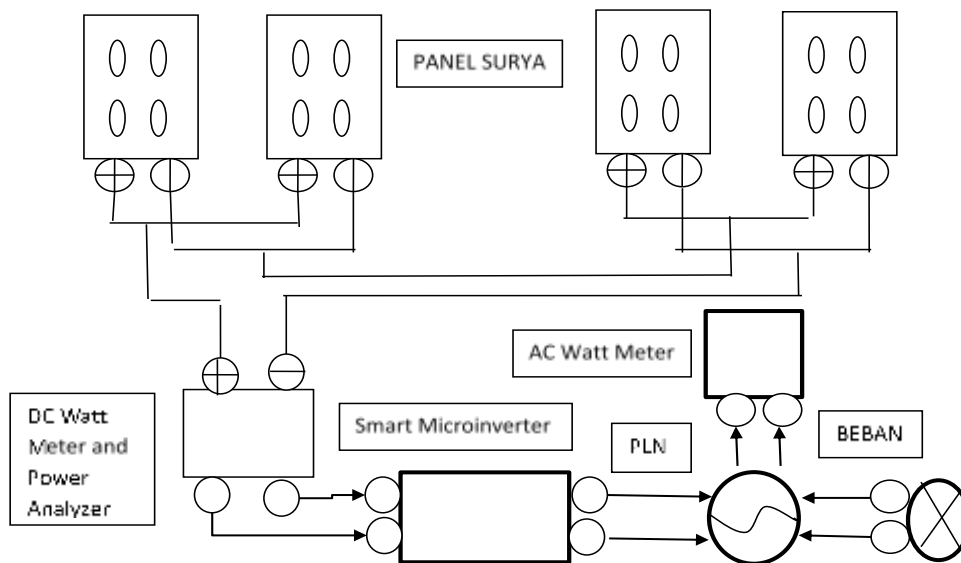 PANEL SURYA
AC Watt Meter
DC Watt
Meter and
Power
Analyzer
Smart Microinverter
PLN
BEBAN